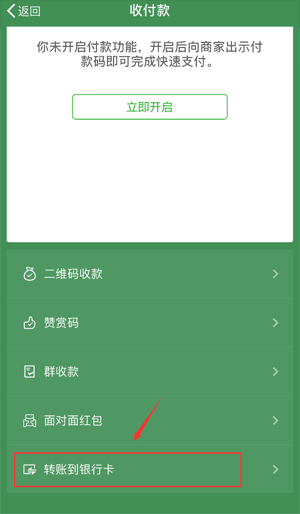 返回 收付款
你未开启付款功能，开启后向商家出示付
款码即可完成快速支付。
立即开启
二维码收款
赞赏码
群收款
面对面红包
转账到银行卡